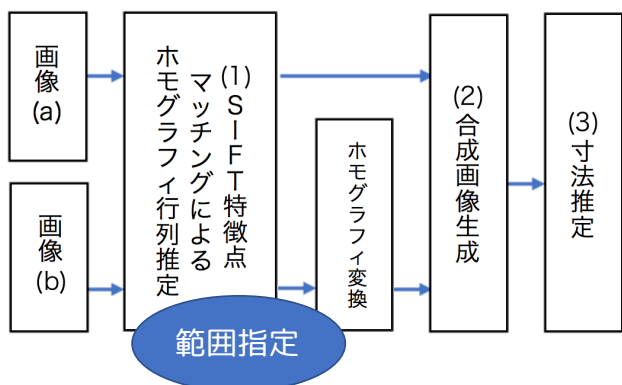 画像
(a)
画像
(b)
(1)SIFT特徴点
マッチングによる
ホモグラフィ行列推定
範囲指定
ホモグラフィ変換
(2)合成画像生成
(3)寸法推定